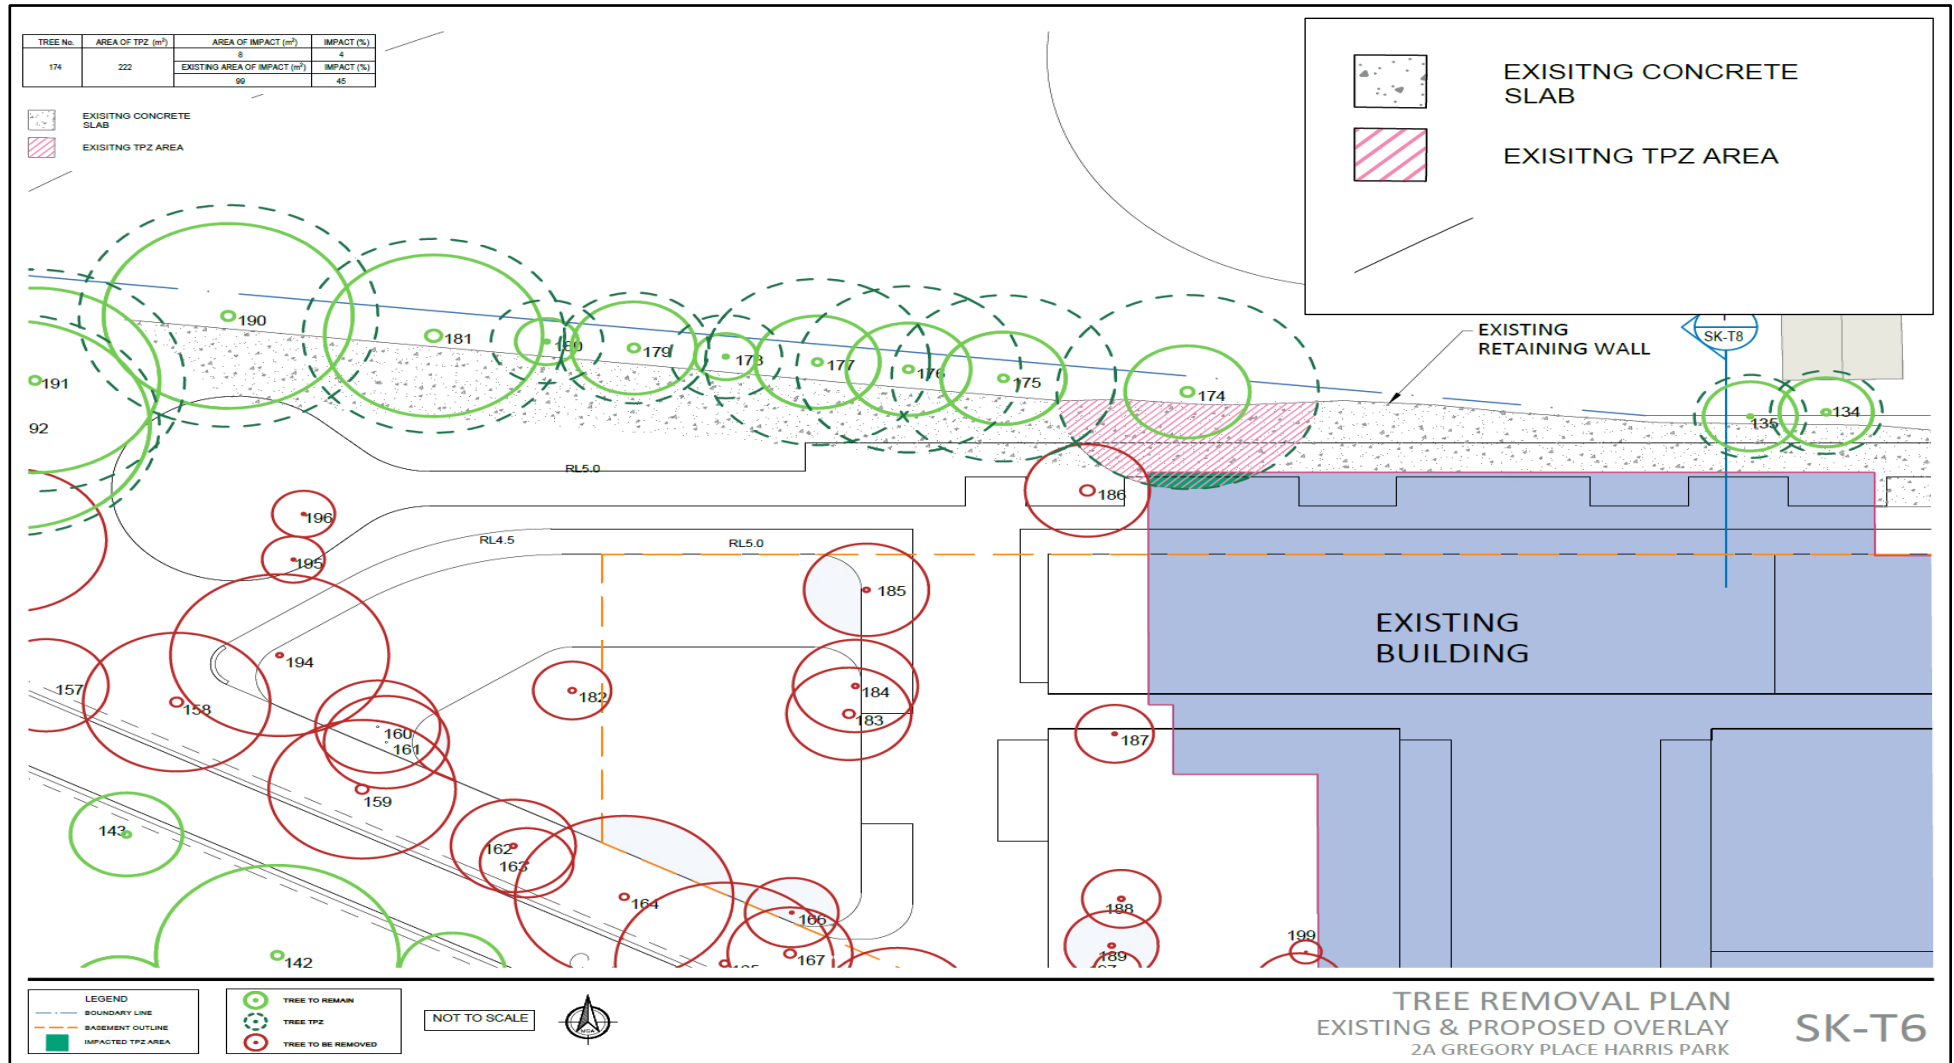 TREE No. AREA OF TPZ (m²) AREA OF IMPACT (m²) IMPACT (%)
174 222 8 4
EXISTING AREA OF IMPACT (m²) IMPACT (%)
99 45
EXISITNG CONCRETE
SLAB
EXISITNG TPZ AREA
EXISITNG CONCRETE
SLAB
EXISITNG TPZ AREA
190
181
180
179
178
177
176
175
174
EXISTING
RETAINING WALL
SK-T8
135
134
191
92
RL5.0
186
196
195
RL4.5
RL5.0
185
194
157
158
182
184
183
160
161
159
187
EXISTING
BUILDING
143
162
163
164
166
167
142
188
189
199
LEGEND
BOUNDARY LINE
BASEMENT OUTLINE
IMPACTED TPZ AREA
TREE TO REMAIN
TREE TPZ
TREE TO BE REMOVED
NOT TO SCALE
MGA
TREE REMOVAL PLAN
EXISTING & PROPOSED OVERLAY
2A GREGORY PLACE HARRIS PARK
SK-T6